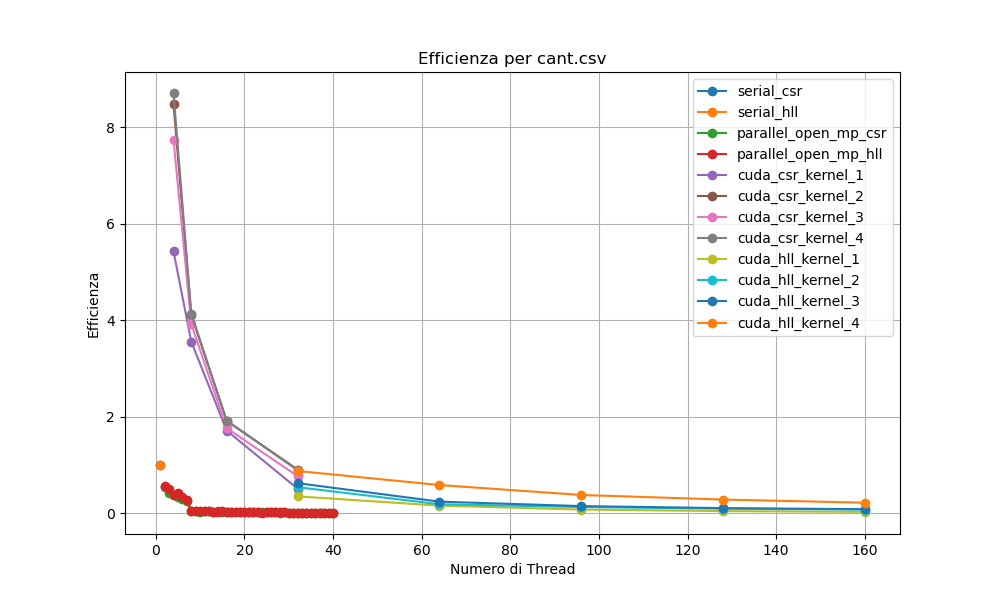 Efficienza per cant.csv
serial_csr
serial_hll
parallel_open_mp_csr
parallel_open_mp_hll
cuda_csr_kernel_1
cuda_csr_kernel_2
cuda_csr_kernel_3
cuda_csr_kernel_4
cuda_hll_kernel_1
cuda_hll_kernel_2
cuda_hll_kernel_3
cuda_hll_kernel_4
Efficienza
8
6
4
2
0
0 20 40 60 80 100 120 140 160
Numero di Thread